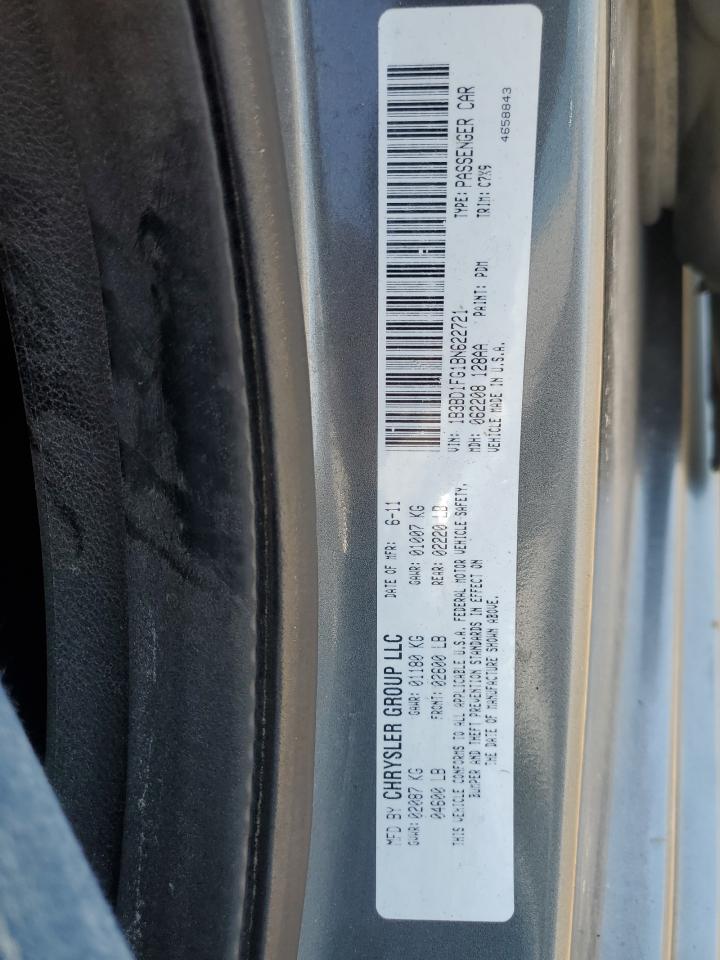 MFD BY CHRYSLER GROUP LLC DATE OF MFR: 6-11
GVWR: 02087 KG GAWR: 01180 KG GAWR: 01007 KG
04600 LB FRONT: 02600 LB REAR: 02220 LB
THIS VEHICLE CONFORMS TO ALL APPLICABLE U.S.A. FEDERAL MOTOR VEHICLE SAFETY,
BUMPER AND THEFT PREVENTION STANDARDS IN EFFECT ON
THE DATE OF MANUFACTURE SHOWN ABOVE.
VIN: 1B3BD1FG1BN622721 TYPE: PASSENGER CAR
MDH: 062208 128AA PAINT: PDM TRIM: C7X9
VEHICLE MADE IN U.S.A. 4658843